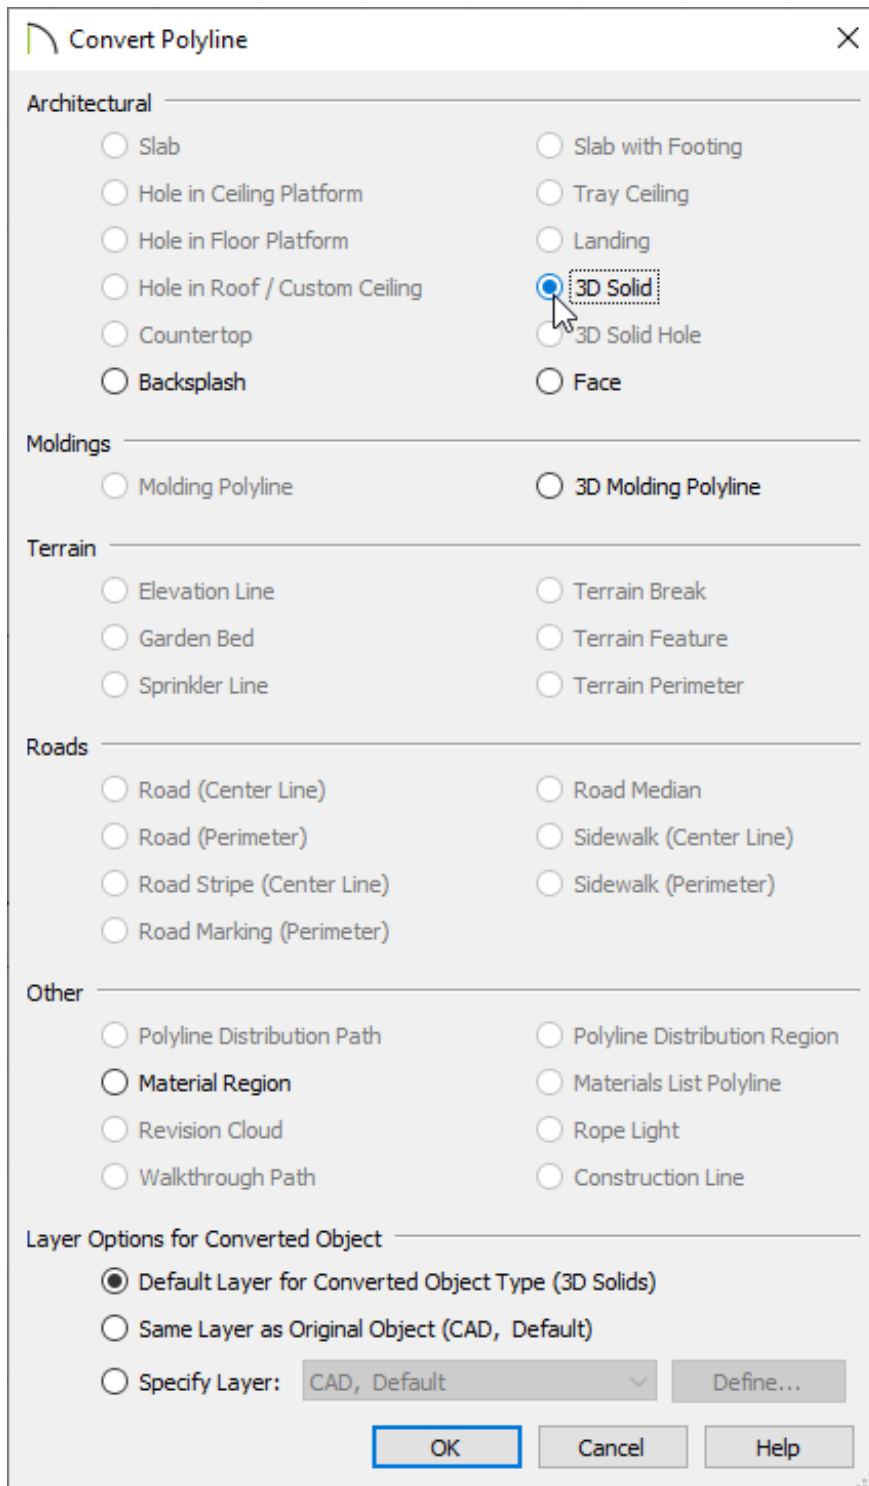 Convert Polyline
Architectural
Slab
Slab with Footing
Hole in Ceiling Platform
Tray Ceiling
Hole in Floor Platform
Landing
Hole in Roof / Custom Ceiling
3D Solid
Countertop
3D Solid Hole
Backsplash
Face
Moldings
Molding Polyline
3D Molding Polyline
Terrain
Elevation Line
Terrain Break
Garden Bed
Terrain Feature
Sprinkler Line
Terrain Perimeter
Roads
Road (Center Line)
Road Median
Road (Perimeter)
Sidewalk (Center Line)
Road Stripe (Center Line)
Sidewalk (Perimeter)
Road Marking (Perimeter)
Other
Polyline Distribution Path
Polyline Distribution Region
Material Region
Materials List Polyline
Revision Cloud
Rope Light
Walkthrough Path
Construction Line
Layer Options for Converted Object
Default Layer for Converted Object Type (3D Solids)
Same Layer as Original Object (CAD,  Default)
Specify Layer: CAD,  Default Define...
OK Cancel Help